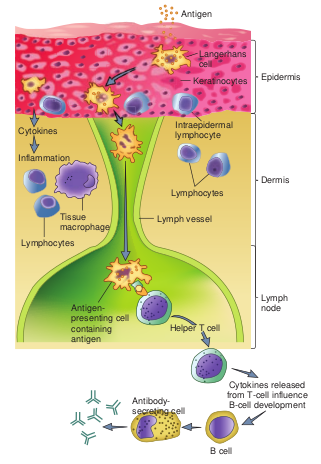 Antigen
Langerhans
cell
Keratinocytes
Epidermis
Cytokines
Intraepidermal
lymphocyte
Inflammation
Lymphocytes
Dermis
Tissue
macrophage
Lymph vessel
Lymphocytes
Antigen-
presenting cell
containing
antigen
Lymph
node
Helper T cell
Cytokines released
from T-cell influence
B-cell development
Antibody-
secreting cell
B cell